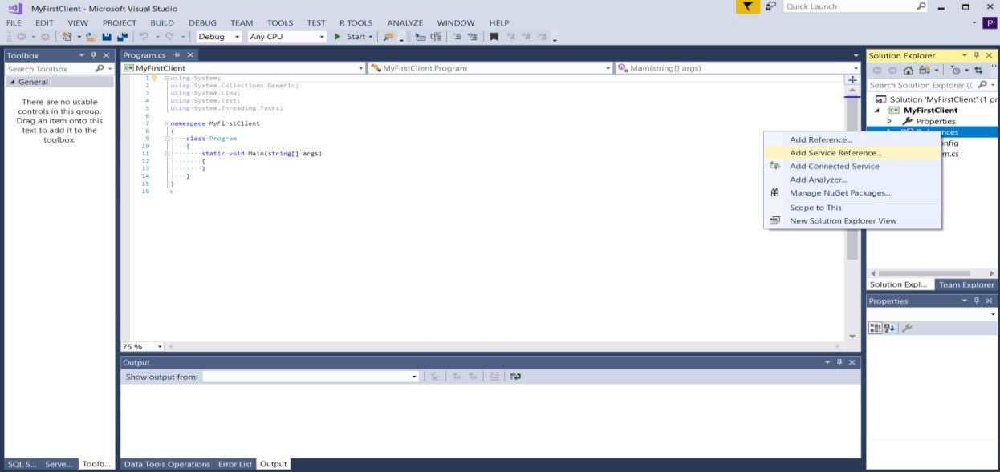 MyFirstClient - Microsoft Visual Studio
Quick Launch
FILE EDIT VIEW PROJECT BUILD DEBUG TEAM TOOLS TEST R TOOLS ANALYZE WINDOW HELP
P
Debug Any CPU Start
Toolbox
Search Toolbox
General
There are no usable
controls in this group.
Drag an item onto this
text to add it to the
toolbox.
SQL S... Serve... Toolb...
Program.cs
MyFirstClient MyFirstClient.Program Main(string[] args)
1 using System;
2 using System.Collections.Generic;
3 using System.Linq;
4 using System.Text;
5 using System.Threading.Tasks;
6
7 namespace MyFirstClient
8 {
9 class Program
10 {
11 static void Main(string[] args)
12 {
13 }
14 }
15 }
16
75 %
Output
Show output from:
Data Tools Operations Error List Output
Solution Explorer
Search Solution Explorer (C
Solution 'MyFirstClient' (1 pr
MyFirstClient
Properties
nces
onfig
m.cs
Add Reference...
Add Service Reference...
Add Connected Service
Add Analyzer...
Manage NuGet Packages...
Scope to This
New Solution Explorer View
Solution Expl... Team Explorer
Properties